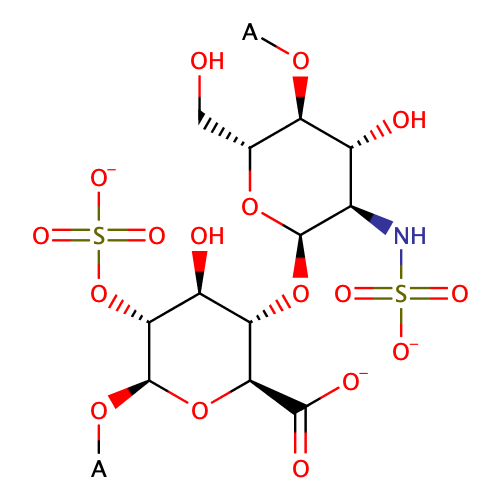 A
OH O
OH
O⁻ O
O S O OH NH
O O O S O
O⁻
O O O⁻
A O